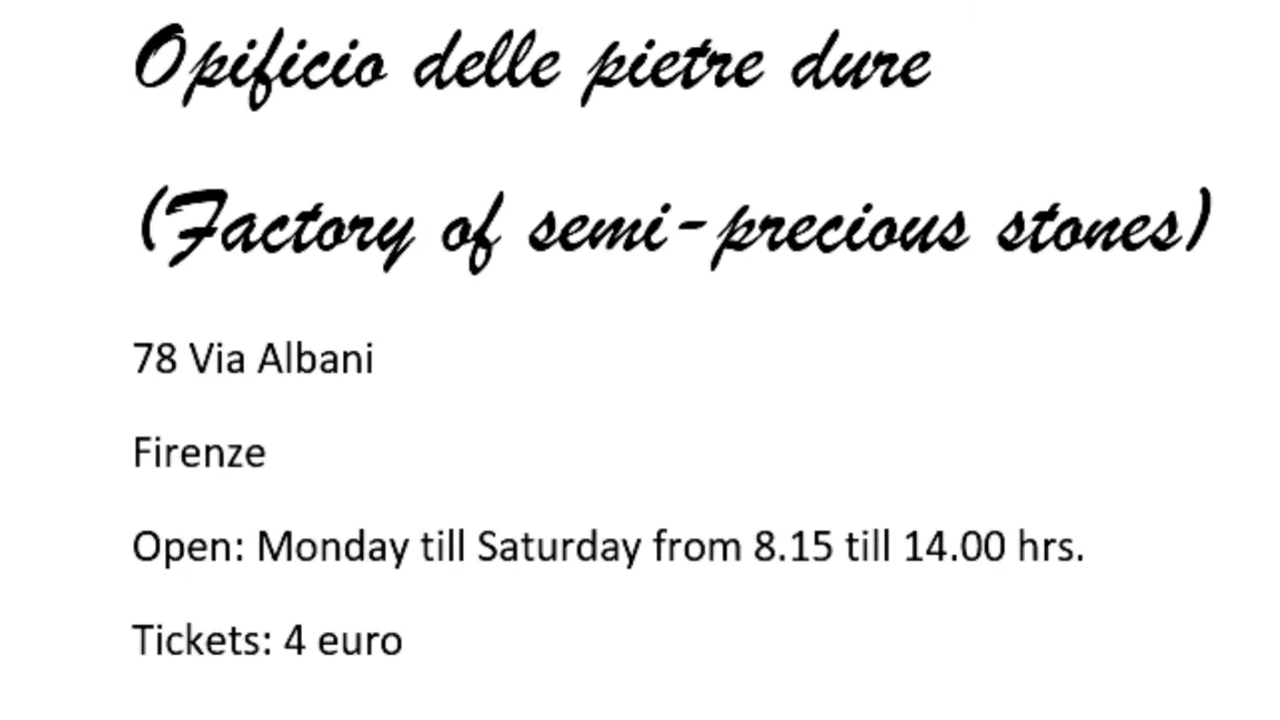 Opificio delle pietre dure
(Factory of semi-precious stones)
78 Via Albani
Firenze
Open: Monday till Saturday from 8.15 till 14.00 hrs.
Tickets: 4 euro